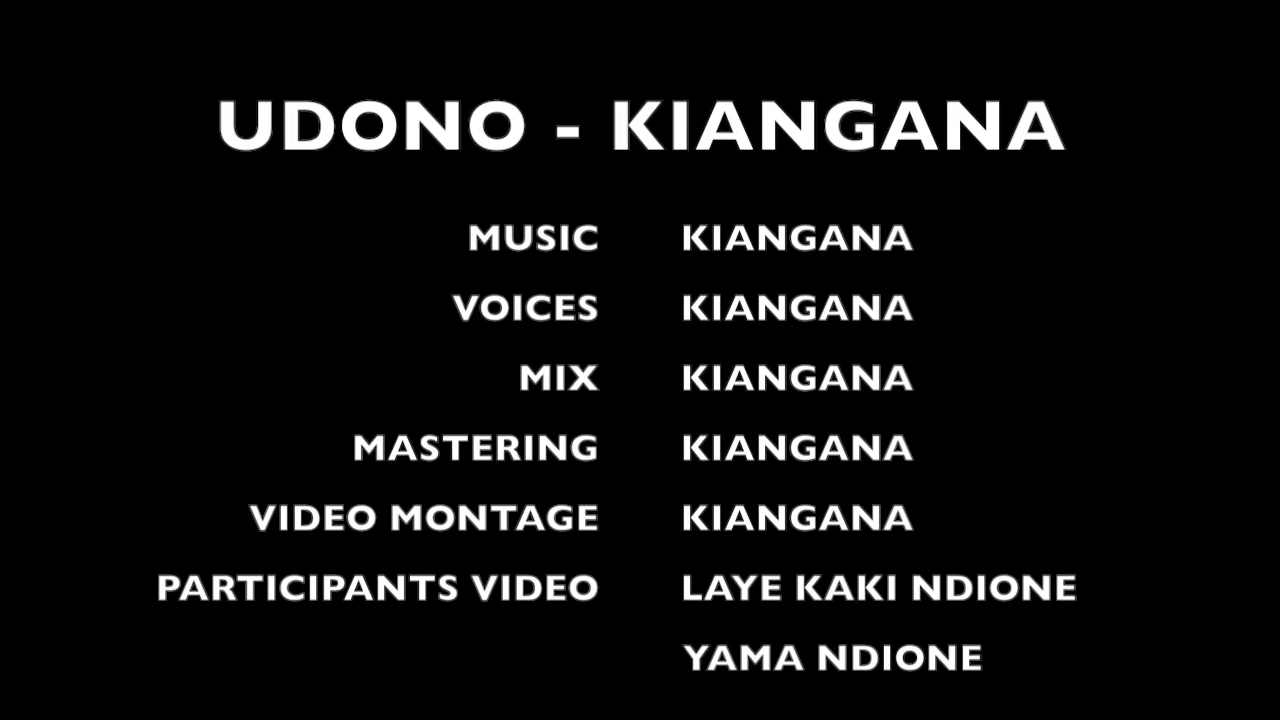 UDONO - KIANGANA
MUSIC KIANGANA
VOICES KIANGANA
MIX KIANGANA
MASTERING KIANGANA
VIDEO MONTAGE KIANGANA
PARTICIPANTS VIDEO LAYE KAKI NDIONE
YAMA NDIONE